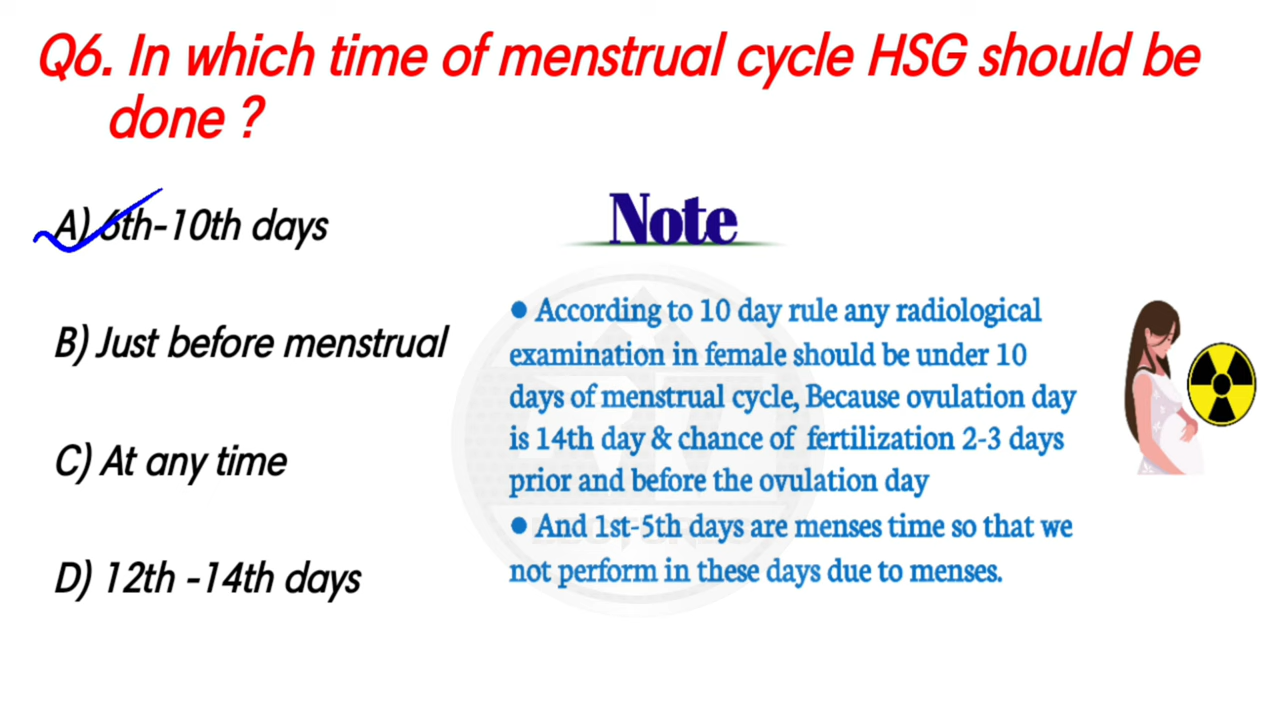 Q6. In which time of menstrual cycle HSG should be
done ?
A) 6th-10th days
B) Just before menstrual
C) At any time
D) 12th -14th days
Note
• According to 10 day rule any radiological
examination in female should be under 10
days of menstrual cycle, Because ovulation day
is 14th day & chance of fertilization 2-3 days
prior and before the ovulation day
• And 1st-5th days are menses time so that we
not perform in these days due to menses.